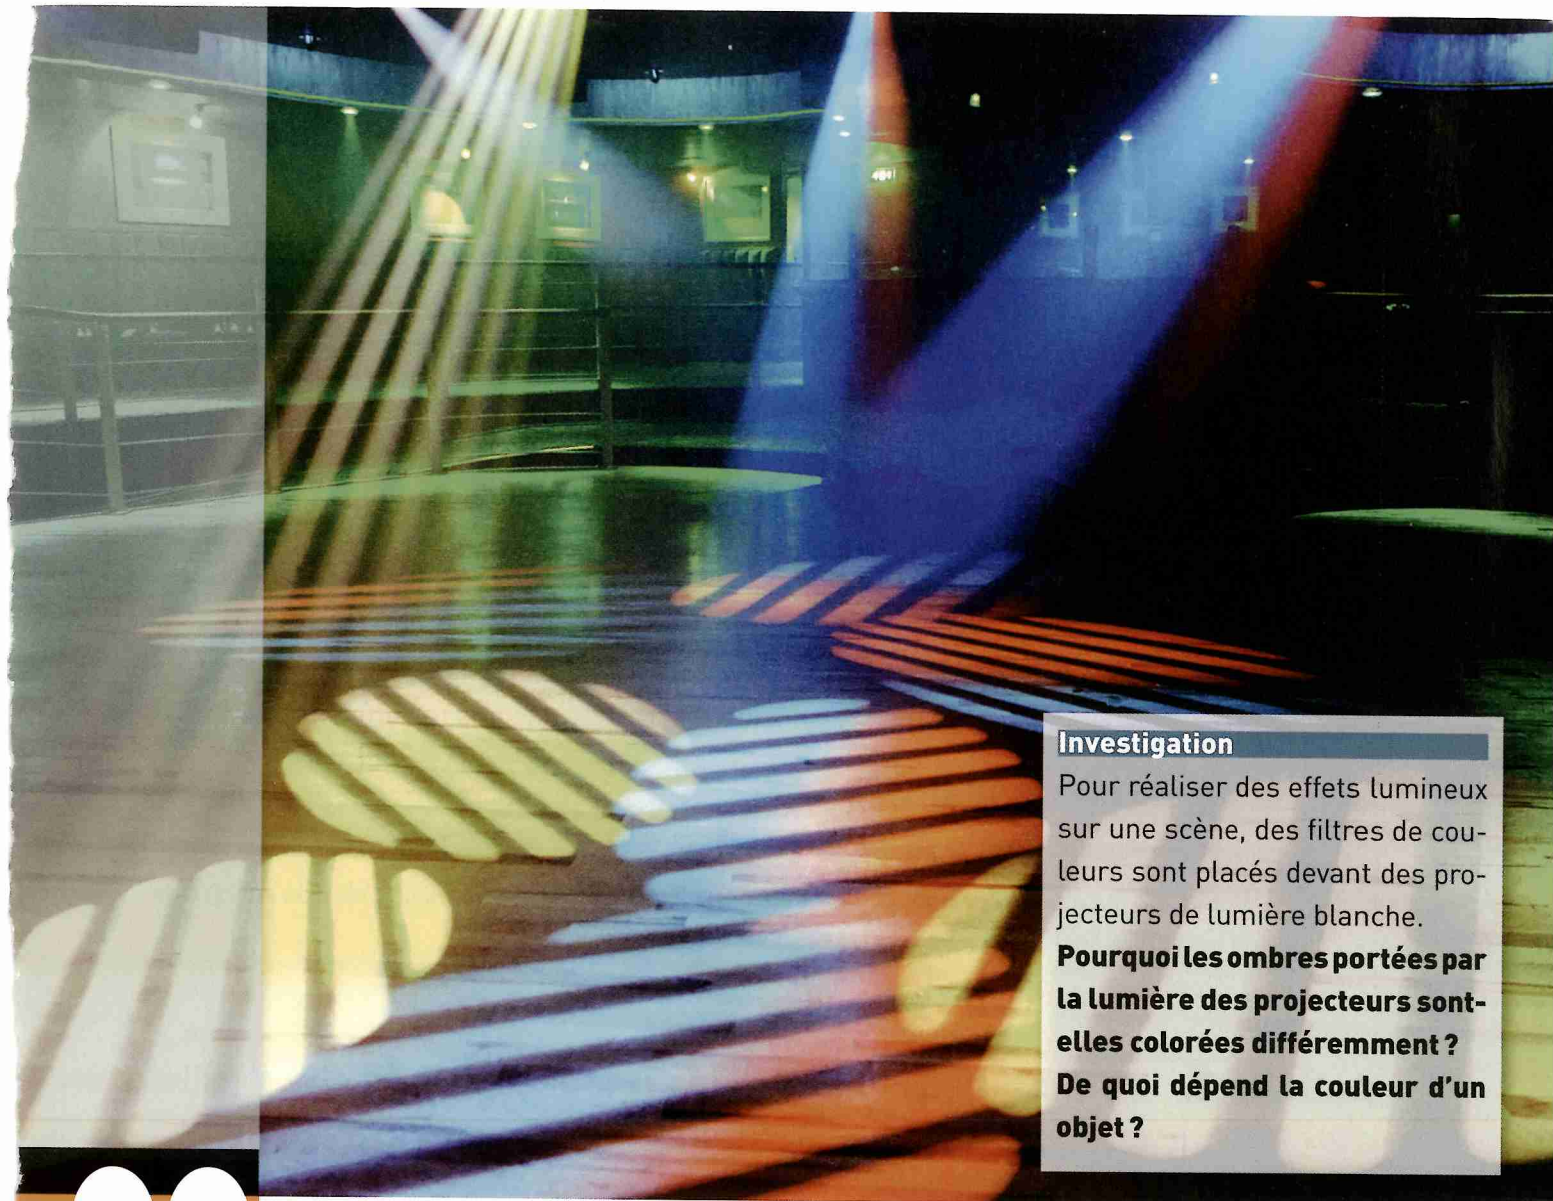 Investigation
Pour réaliser des effets lumineux
sur une scène, des filtres de cou-
leurs sont placés devant des pro-
jecteurs de lumière blanche.
Pourquoi les ombres portées par
la lumière des projecteurs sont-
elles colorées différemment ?
De quoi dépend la couleur d'un
objet ?